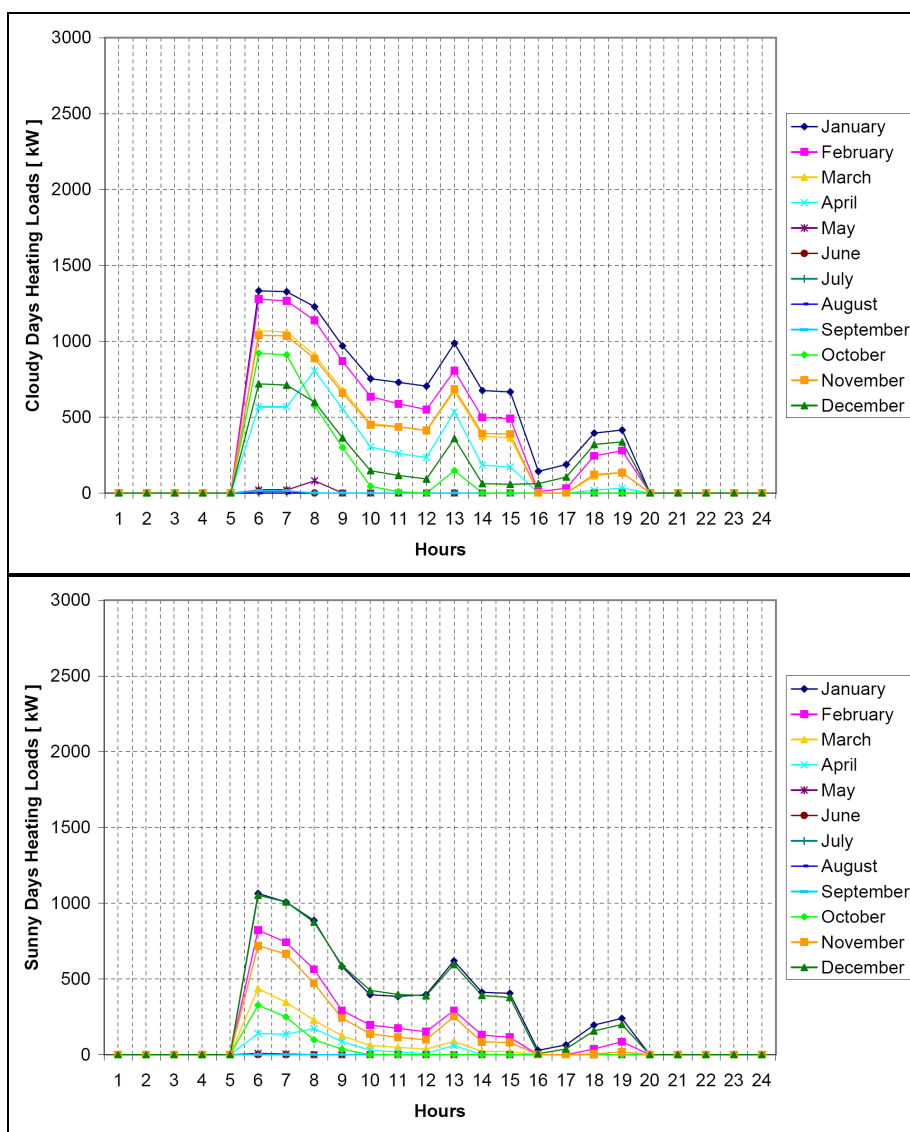 Cloudy Days Heating Loads [ kW ]
3000
2500
2000
1500
1000
500
0
1 2 3 4 5 6 7 8 9 10 11 12 13 14 15 16 17 18 19 20 21 22 23 24
Hours
January
February
March
April
May
June
July
August
September
October
November
December
Sunny Days Heating Loads [ kW ]
3000
2500
2000
1500
1000
500
0
1 2 3 4 5 6 7 8 9 10 11 12 13 14 15 16 17 18 19 20 21 22 23 24
Hours
January
February
March
April
May
June
July
August
September
October
November
December